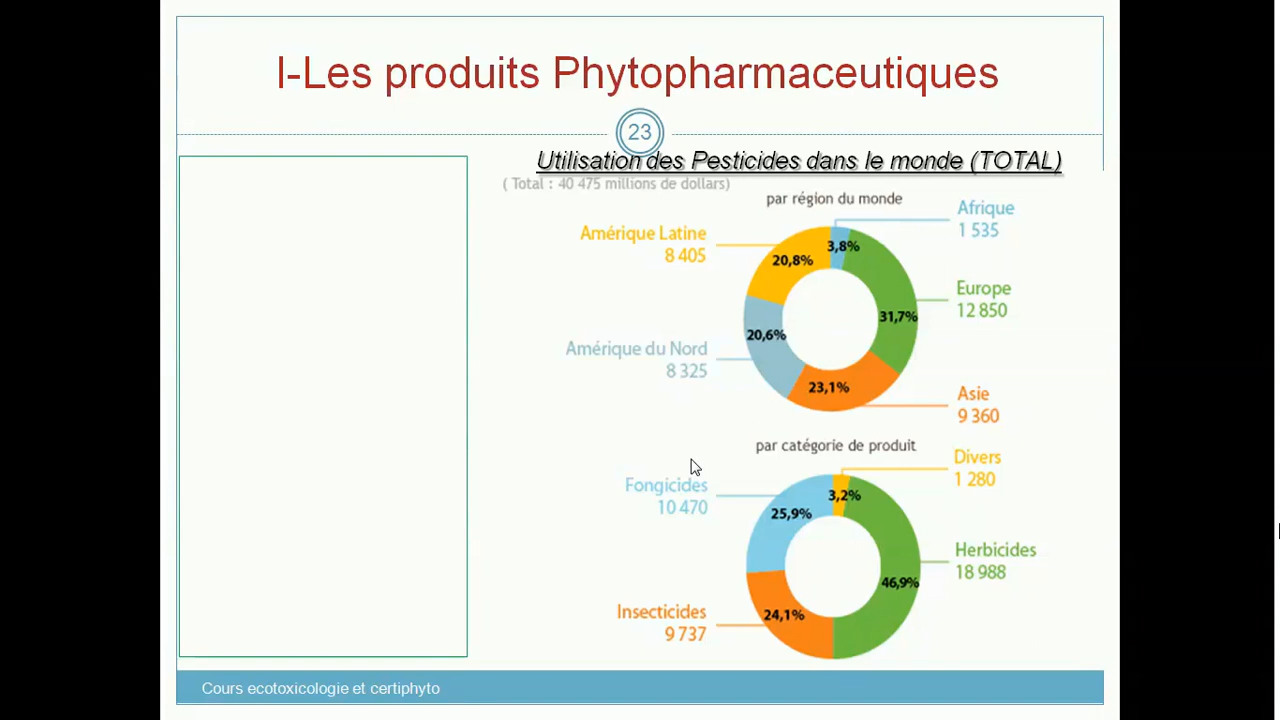 I-Les produits Phytopharmaceutiques
23
Utilisation des Pesticides dans le monde (TOTAL)
( Total : 40 475 millions de dollars)
par région du monde
Afrique
1 535
3,8%
Amérique Latine
8 405
20,8%
Europe
12 850
31,7%
Amérique du Nord
8 325
20,6%
23,1%
Asie
9 360
par catégorie de produit
Divers
1 280
3,2%
Fongicides
10 470
25,9%
Herbicides
18 988
46,9%
Insecticides
9 737
24,1%
Cours ecotoxicologie et certiphyto